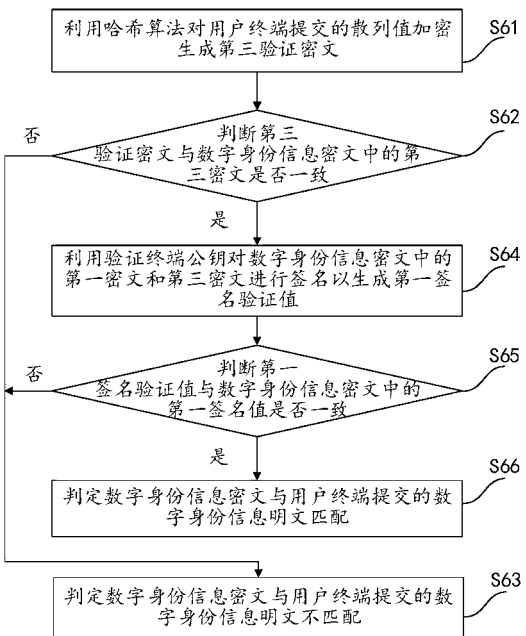 利用哈希算法对用户终端提交的散列值加密
生成第三验证密文
S61
判断第三
验证密文与数字身份信息密文中的第
三密文是否一致
S62
否
是
利用验证终端公钥对数字身份信息密文中的
第一密文和第三密文进行签名以生成第一签
名验证值
S64
判断第一
签名验证值与数字身份信息密文中的
第一签名值是否一致
S65
否
是
判定数字身份信息密文与用户终端提交的数
字身份信息明文匹配
S66
判定数字身份信息密文与用户终端提交的数
字身份信息明文不匹配
S63